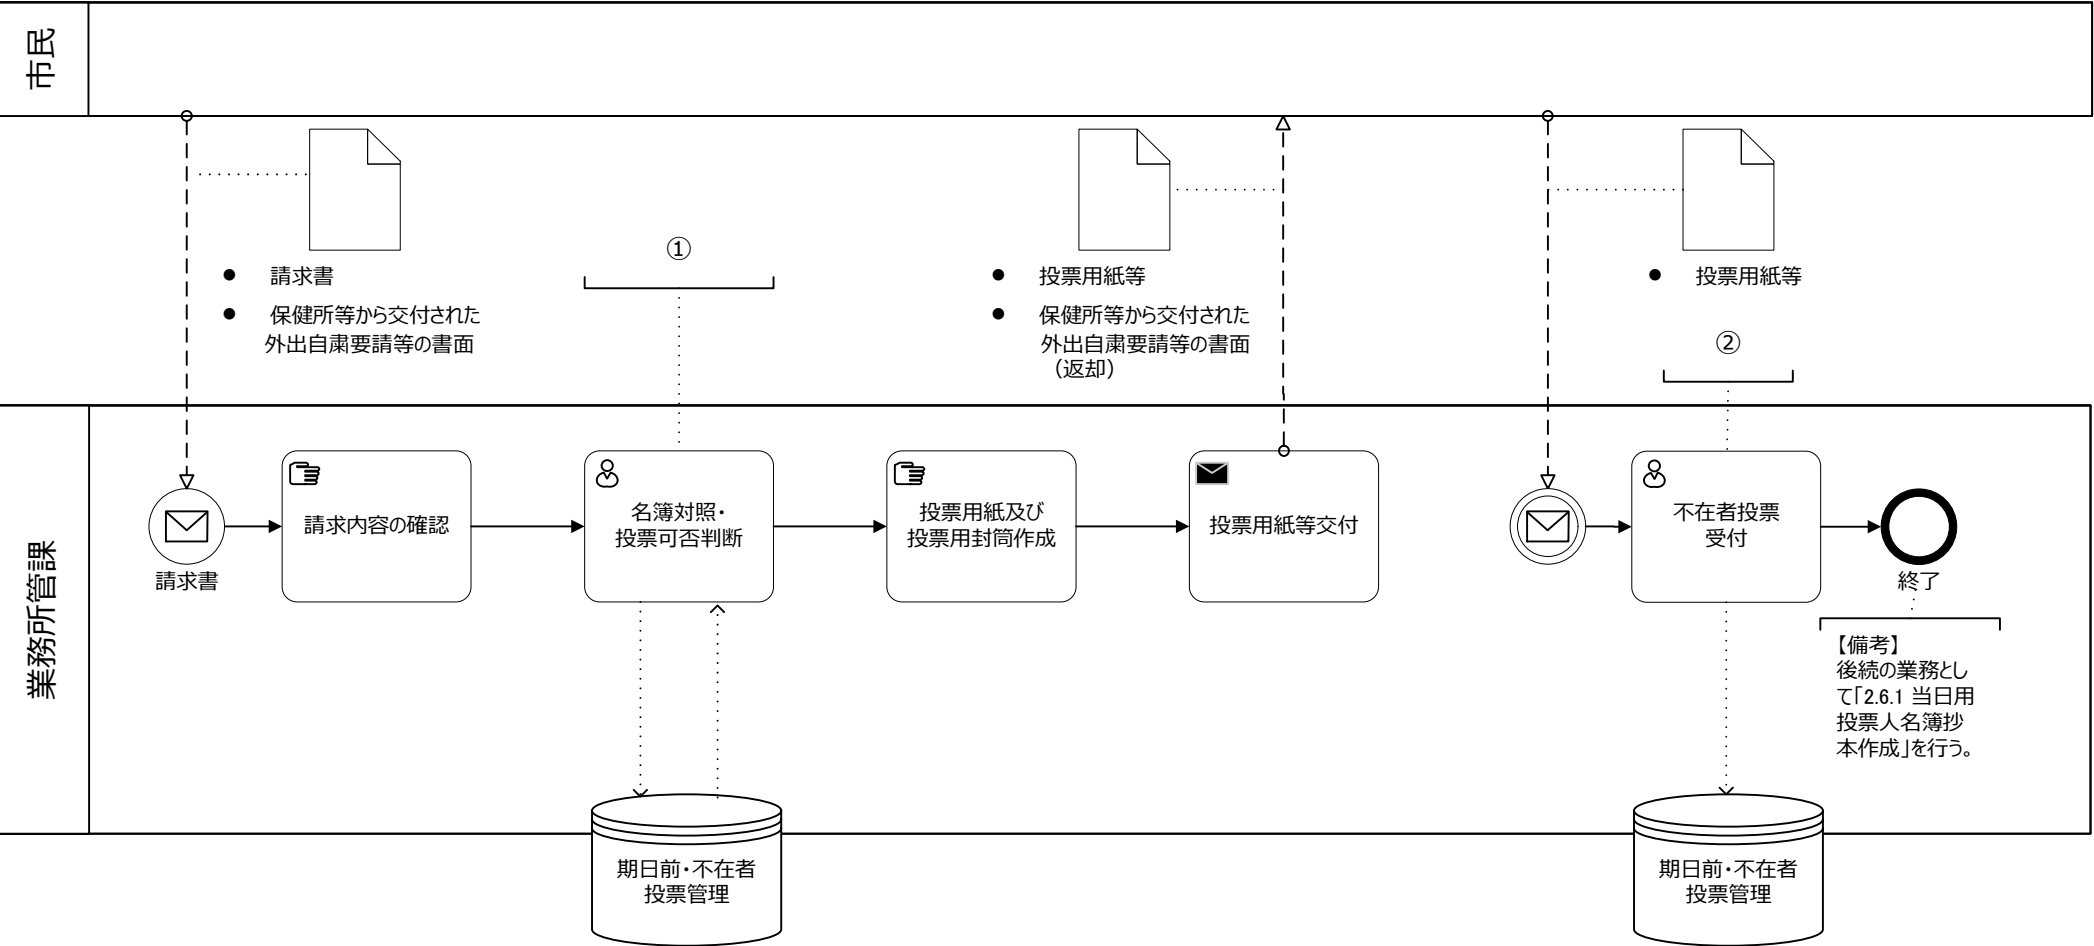 市民
● 請求書
● 保健所等から交付された
外出自粛要請等の書面
①
● 投票用紙等
● 保健所等から交付された
外出自粛要請等の書面
（返却）
● 投票用紙等
②
業務所管課
請求書
請求内容の確認
名簿対照・
投票可否判断
投票用紙及び
投票用封筒作成
投票用紙等交付
不在者投票
受付
終了
【備考】
後続の業務とし
て「2.6.1 当日用
投票人名簿抄
本作成」を行う。
期日前・不在者
投票管理
期日前・不在者
投票管理